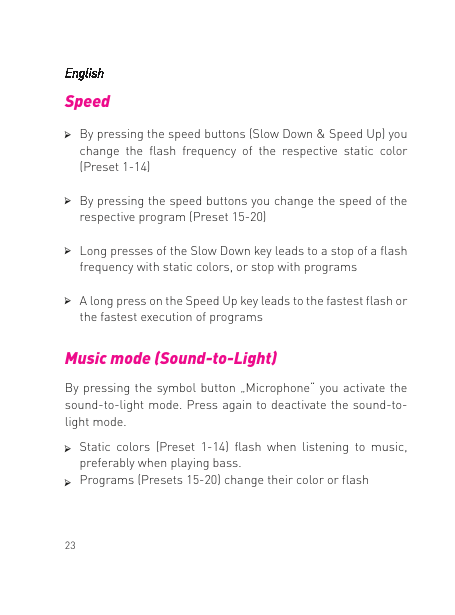 English
Speed
➢ By pressing the speed buttons (Slow Down & Speed Up) you
change the flash frequency of the respective static color
(Preset 1-14)
➢ By pressing the speed buttons you change the speed of the
respective program (Preset 15-20)
➢ Long presses of the Slow Down key leads to a stop of a flash
frequency with static colors, or stop with programs
➢ A long press on the Speed Up key leads to the fastest flash or
the fastest execution of programs
Music mode (Sound-to-Light)
By pressing the symbol button „Microphone“ you activate the
sound-to-light mode. Press again to deactivate the sound-to-
light mode.
➢ Static colors (Preset 1-14) flash when listening to music,
preferably when playing bass.
➢ Programs (Presets 15-20) change their color or flash
23